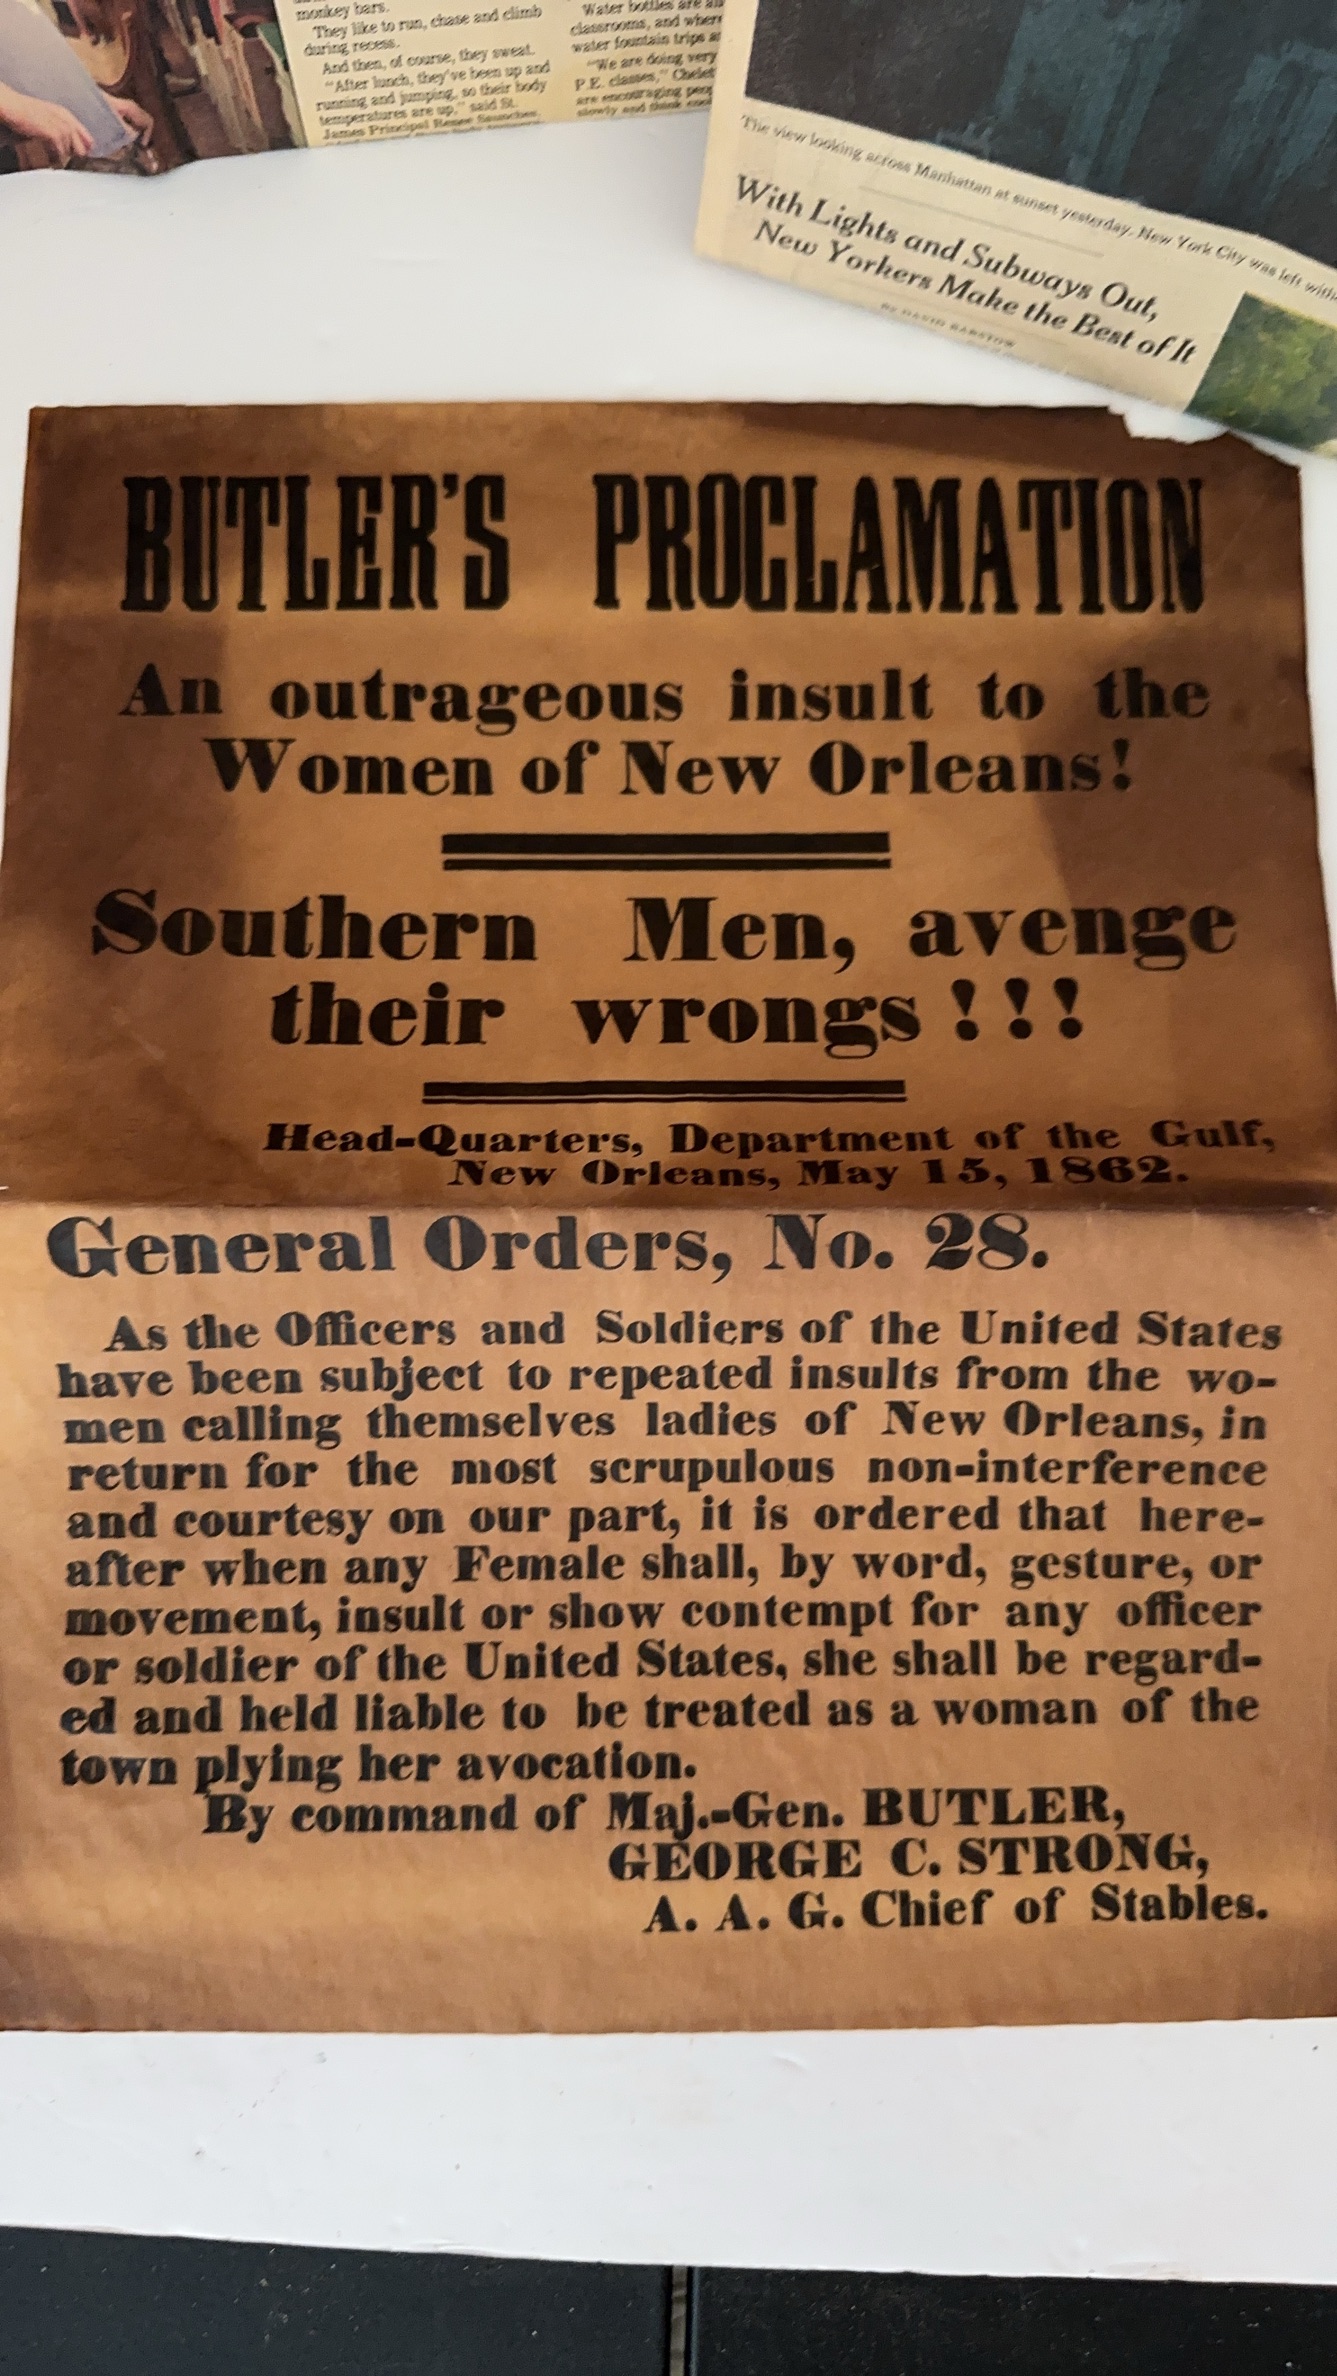 monkey bars.
They like to run, chase and climb
during recess.
And then, of course, they sweat.
"After lunch, they've been up and
running and jumping, so their body
temperatures are up," said St.
James Principal Renee
Water bottles are
classrooms, and where
water fountain trips
"We are doing very
P.E. classes,"
are encouraging
slowly and think
The view looking across Manhattan at sunset yesterday. New York City was left
With Lights and Subways Out,
New Yorkers Make the Best of It
BY DAVID BARSTOW
BUTLER'S PROCLAMATION
An outrageous insult to the
Women of New Orleans!
Southern Men, avenge
their wrongs!!!
Head-Quarters, Department of the Gulf,
New Orleans, May 15, 1862.
General Orders, No. 28.
As the Officers and Soldiers of the United States
have been subject to repeated insults from the wo-
men calling themselves ladies of New Orleans, in
return for the most scrupulous non-interference
and courtesy on our part, it is ordered that here-
after when any Female shall, by word, gesture, or
movement, insult or show contempt for any officer
or soldier of the United States, she shall be regard-
ed and held liable to be treated as a woman of the
town plying her avocation.
By command of Maj.-Gen. BUTLER,
GEORGE C. STRONG,
A. A. G. Chief of Stables.